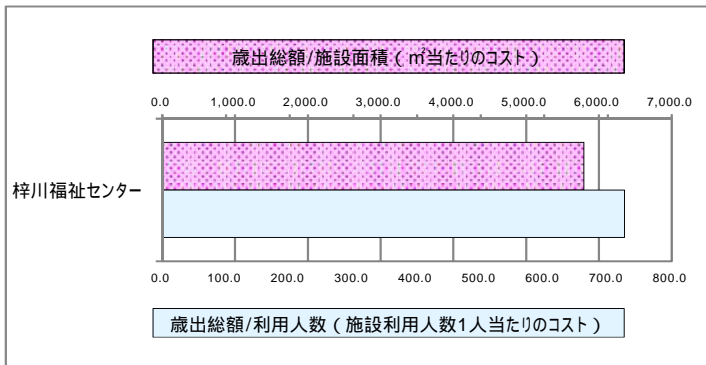 歳出総額/施設面積（㎡当たりのコスト）
0.0 1,000.0 2,000.0 3,000.0 4,000.0 5,000.0 6,000.0 7,000.0
梓川福祉センター
0.0 100.0 200.0 300.0 400.0 500.0 600.0 700.0 800.0
歳出総額/利用人数（施設利用人数1人当たりのコスト）